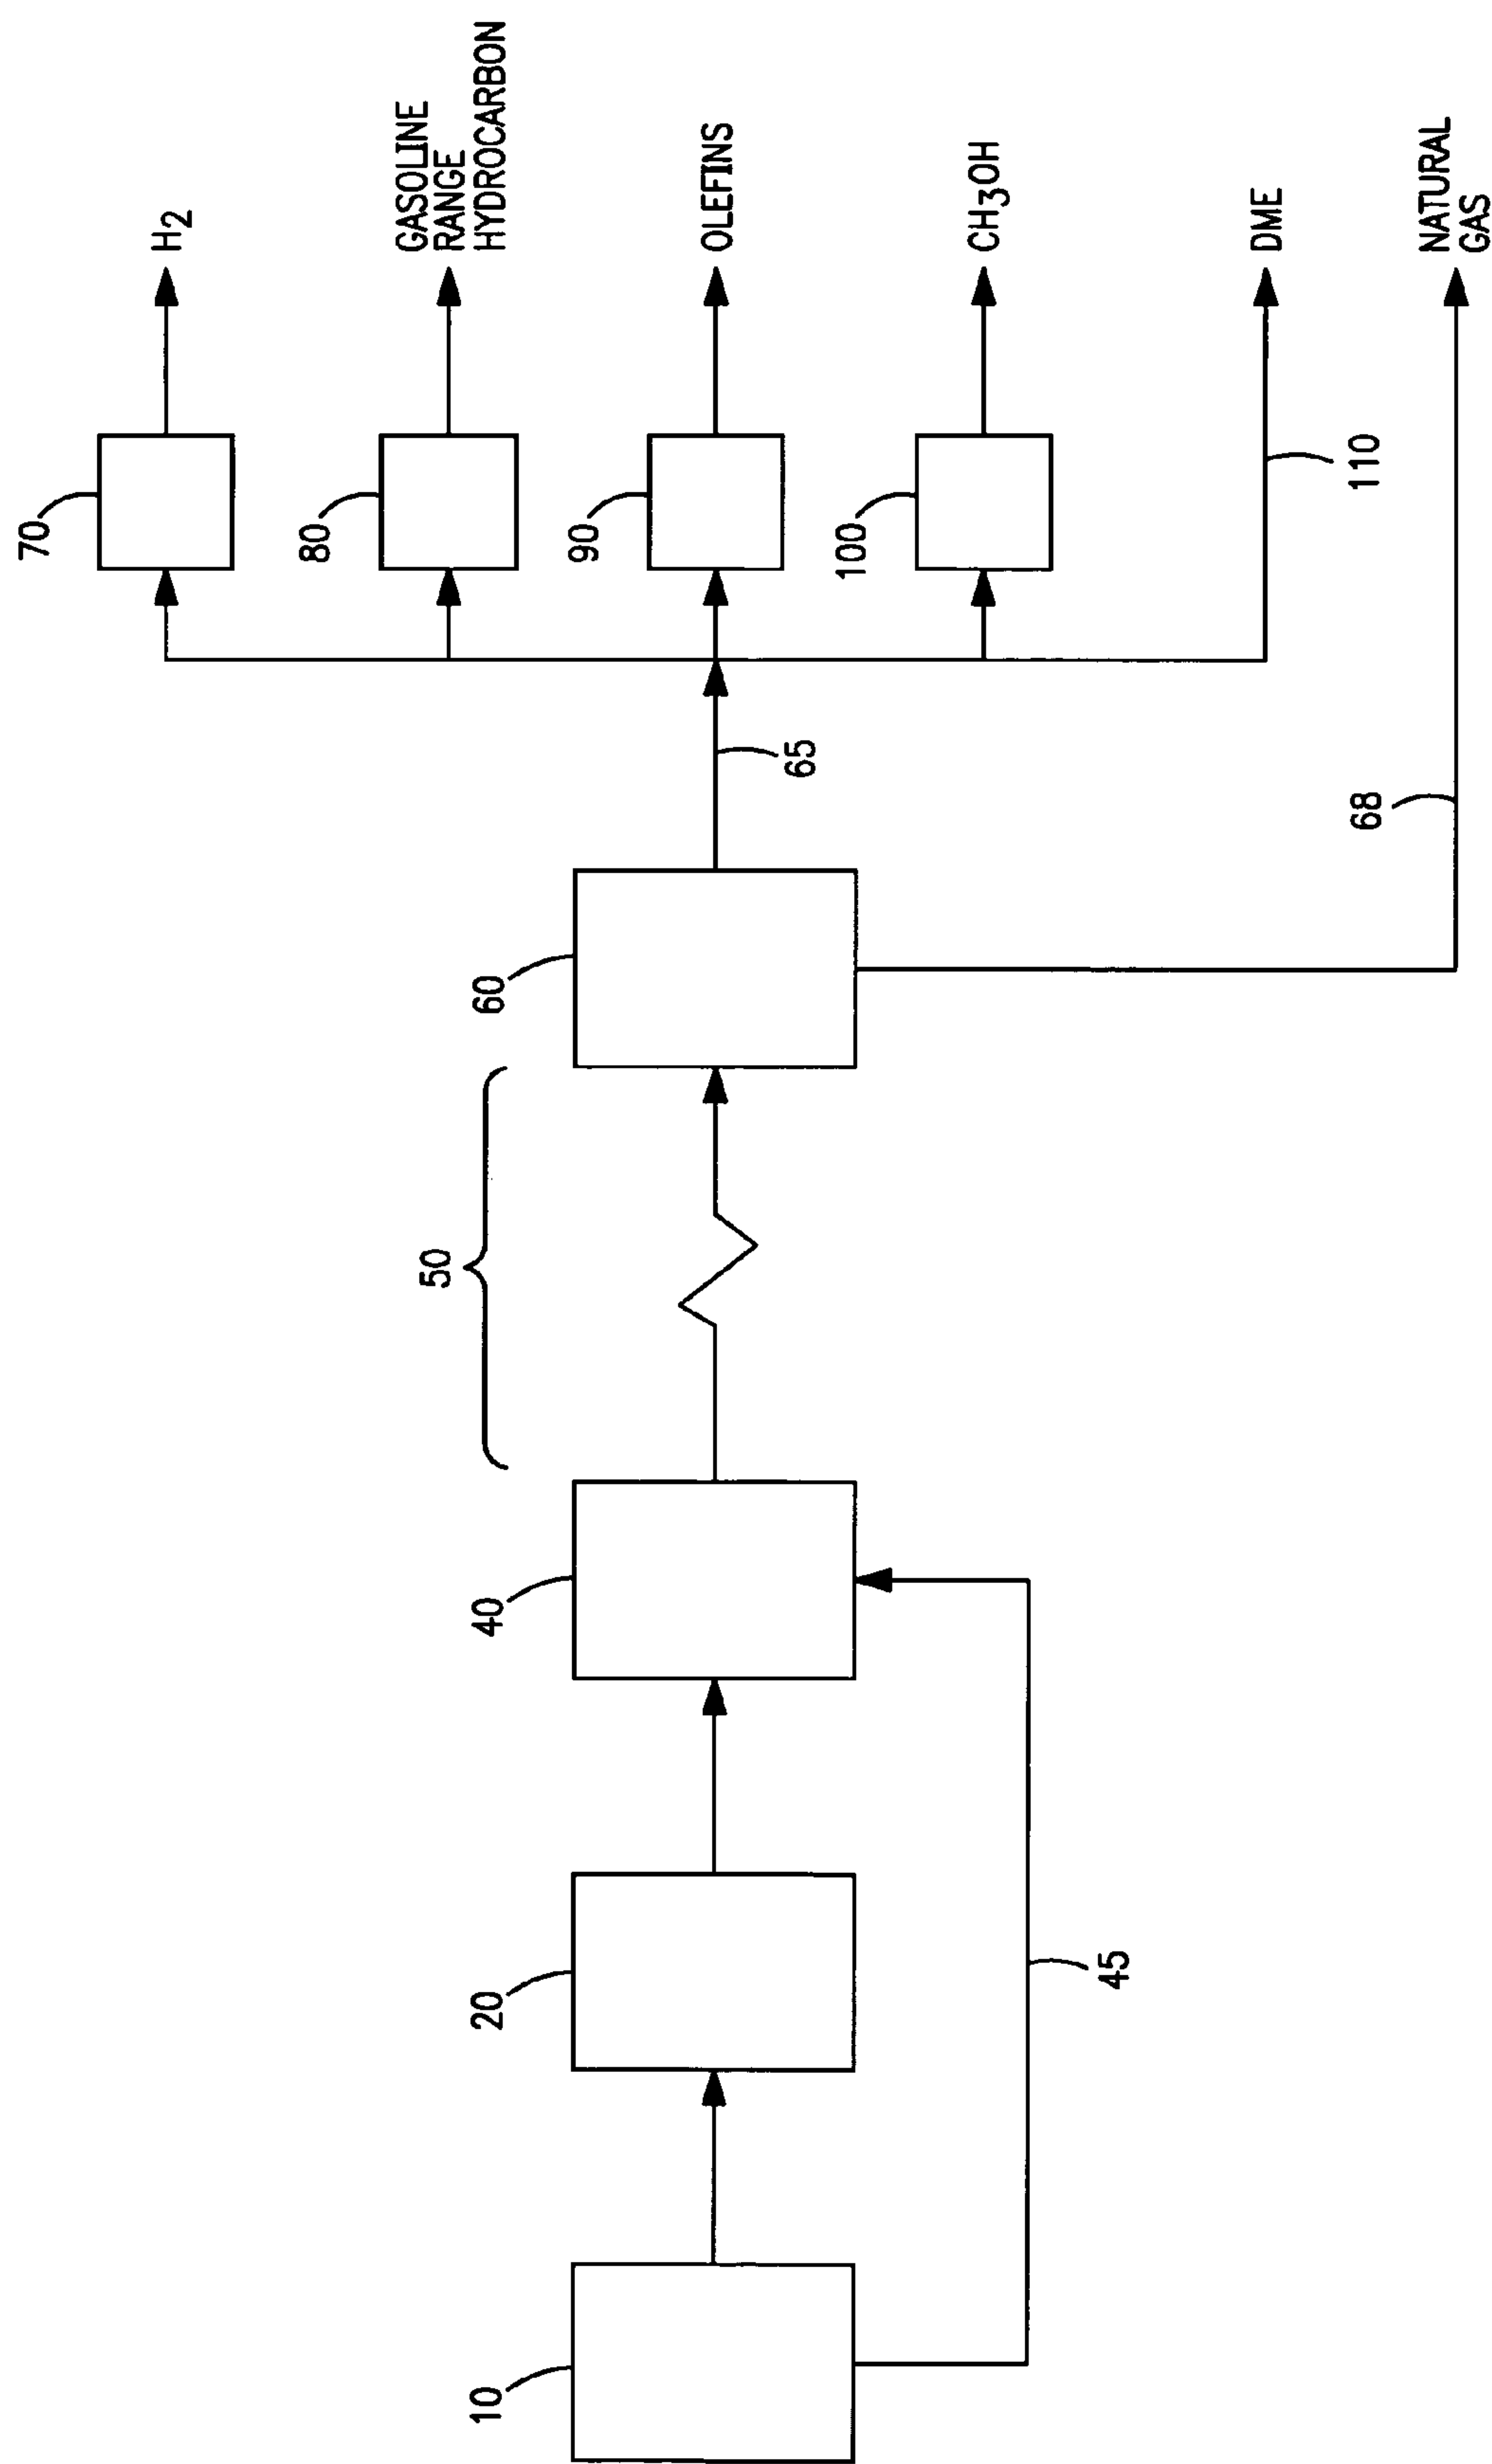 70
H2
80
GASOLINE
RANGE
HYDROCARBON
90
OLEFINS
100
CH3OH
110
DME
65
68
NATURAL
GAS
60
50
40
20
45
10